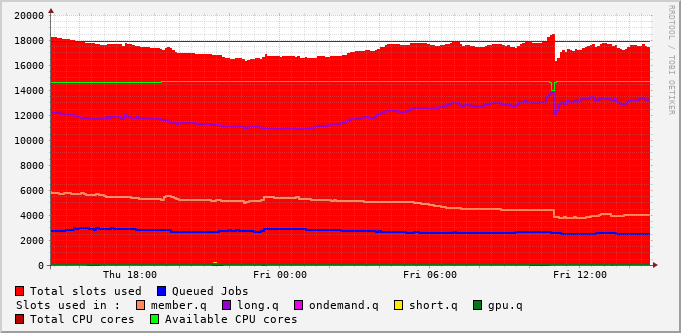 RRDTOOL / TOBI OETIKER
20000
18000
16000
14000
12000
10000
8000
6000
4000
2000
0
Thu 18:00 Fri 00:00 Fri 06:00 Fri 12:00
Total slots used Queued Jobs
Slots used in : member.q long.q ondemand.q short.q gpu.q
Total CPU cores Available CPU cores